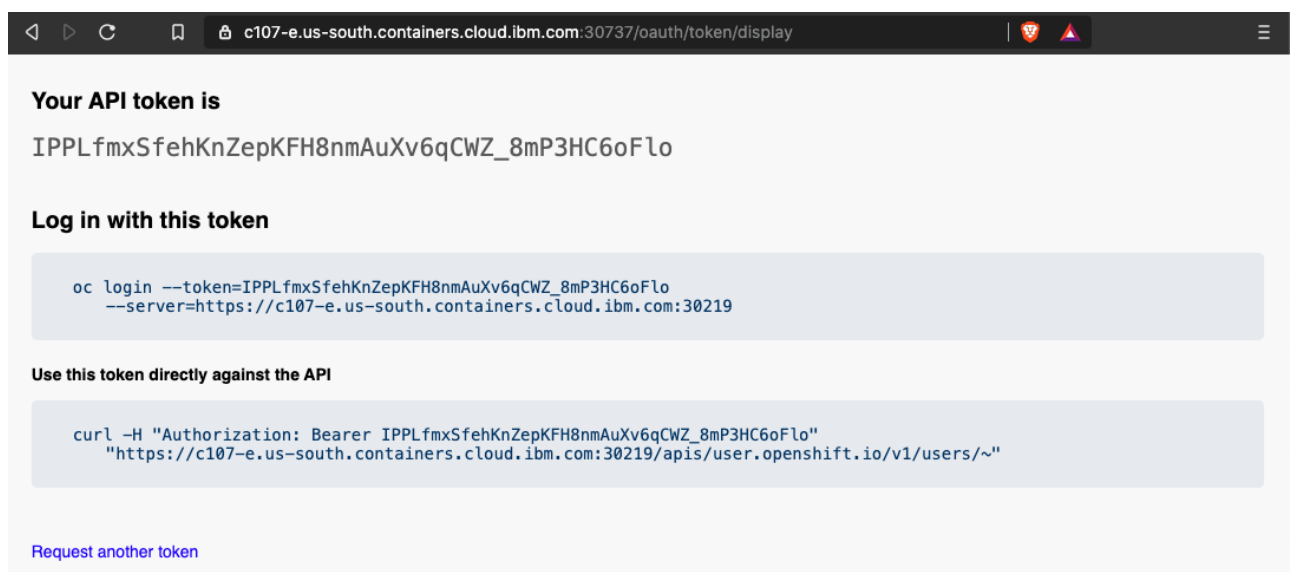 c107-e.us-south.containers.cloud.ibm.com:30737/oauth/token/display
Your API token is
IPPLfmxSfehKnZepKFH8nmAuXv6qCWZ_8mP3HC6oFlo
Log in with this token
oc login --token=IPPLfmxSfehKnZepKFH8nmAuXv6qCWZ_8mP3HC6oFlo
--server=https://c107-e.us-south.containers.cloud.ibm.com:30219
Use this token directly against the API
curl -H "Authorization: Bearer IPPLfmxSfehKnZepKFH8nmAuXv6qCWZ_8mP3HC6oFlo"
"https://c107-e.us-south.containers.cloud.ibm.com:30219/apis/user.openshift.io/v1/users/~"
Request another token